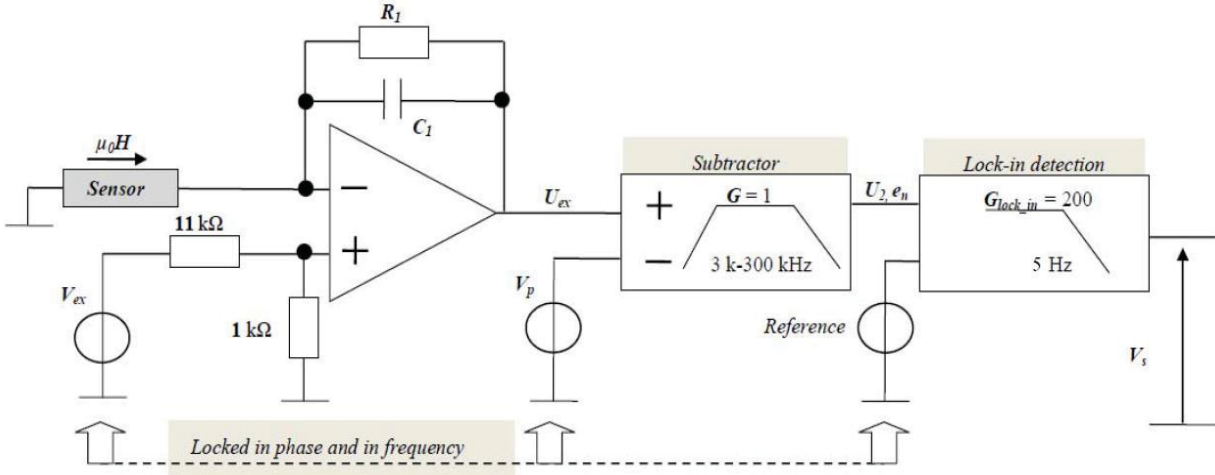 R1
C1
μ0H
Sensor
−
+
11 kΩ
1 kΩ
Vex
Uex
Vp
Subtractor
G = 1
+
−
3 k-300 kHz
U2, en
Lock-in detection
Glock_in = 200
5 Hz
Reference
Vs
Locked in phase and in frequency